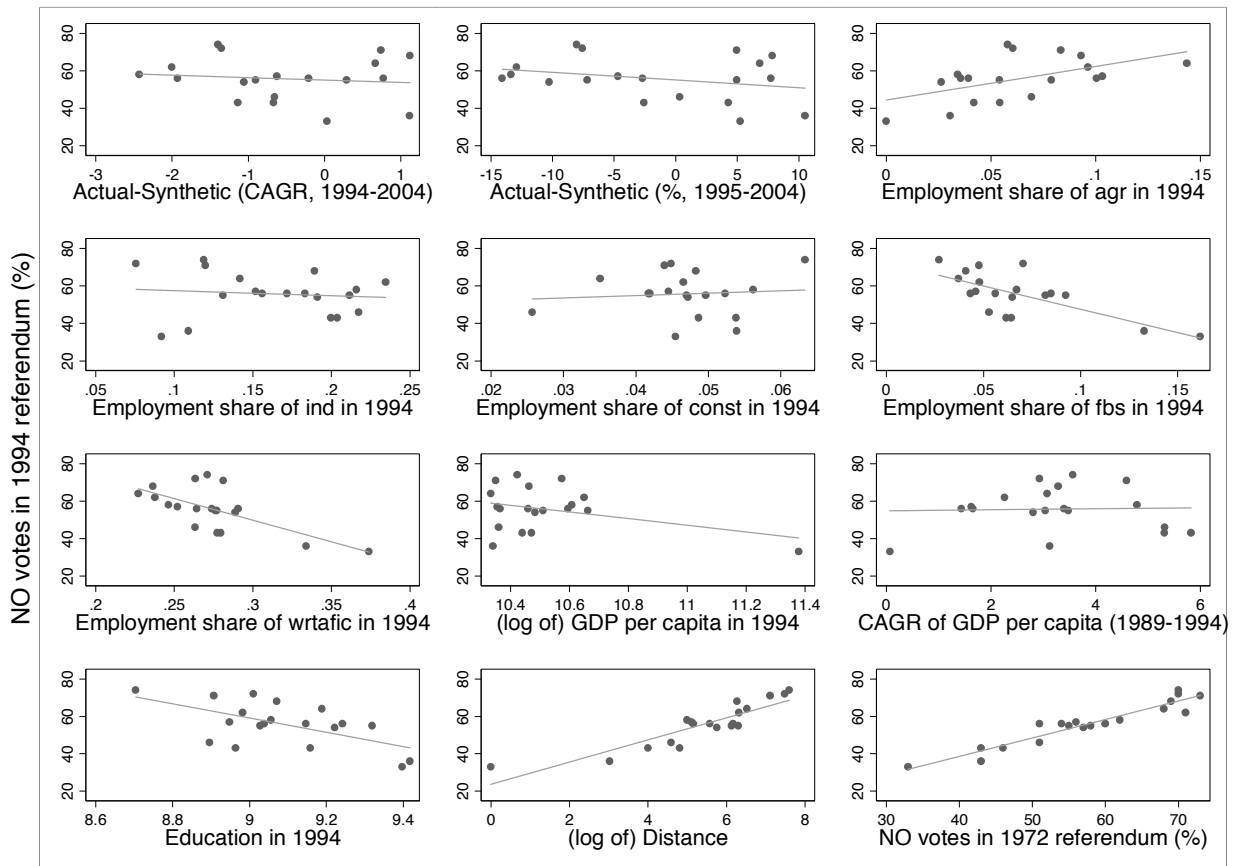 NO votes in 1994 referendum (%)
20 40 60 80
-3 -2 -1 0 1
Actual-Synthetic (CAGR, 1994-2004)
20 40 60 80
-15 -10 -5 0 5 10
Actual-Synthetic (%, 1995-2004)
20 40 60 80
0 .05 .1 .15
Employment share of agr in 1994
20 40 60 80
.05 .1 .15 .2 .25
Employment share of ind in 1994
20 40 60 80
.02 .03 .04 .05 .06
Employment share of const in 1994
20 40 60 80
0 .05 .1 .15
Employment share of fbs in 1994
20 40 60 80
.2 .25 .3 .35 .4
Employment share of wrtafic in 1994
20 40 60 80
10.4 10.6 10.8 11 11.2 11.4
(log of) GDP per capita in 1994
20 40 60 80
0 2 4 6
CAGR of GDP per capita (1989-1994)
20 40 60 80
8.6 8.8 9 9.2 9.4
Education in 1994
20 40 60 80
0 2 4 6 8
(log of) Distance
20 40 60 80
30 40 50 60 70
NO votes in 1972 referendum (%)